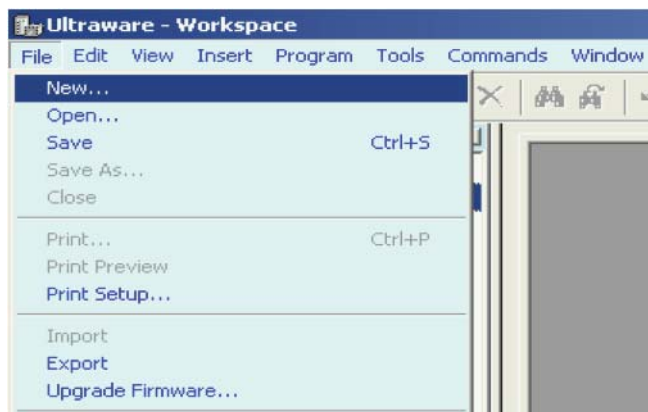 Ultraware - Workspace
File Edit View Insert Program Tools Commands Window
New...
Open...
Save Ctrl+S
Save As...
Close
Print... Ctrl+P
Print Preview
Print Setup...
Import
Export
Upgrade Firmware...